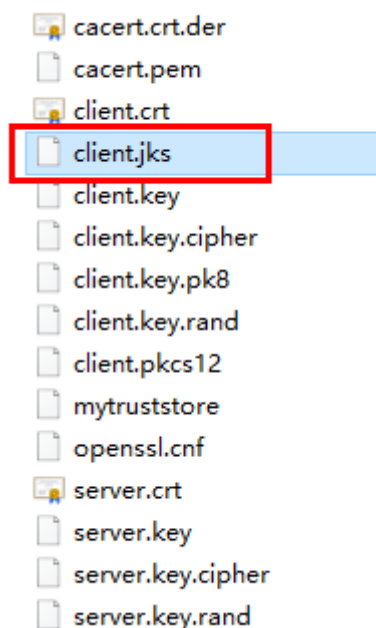 cacert.crt.der
cacert.pem
client.crt
client.jks
client.key
client.key.cipher
client.key.pk8
client.key.rand
client.pkcs12
mytruststore
openssl.cnf
server.crt
server.key
server.key.cipher
server.key.rand